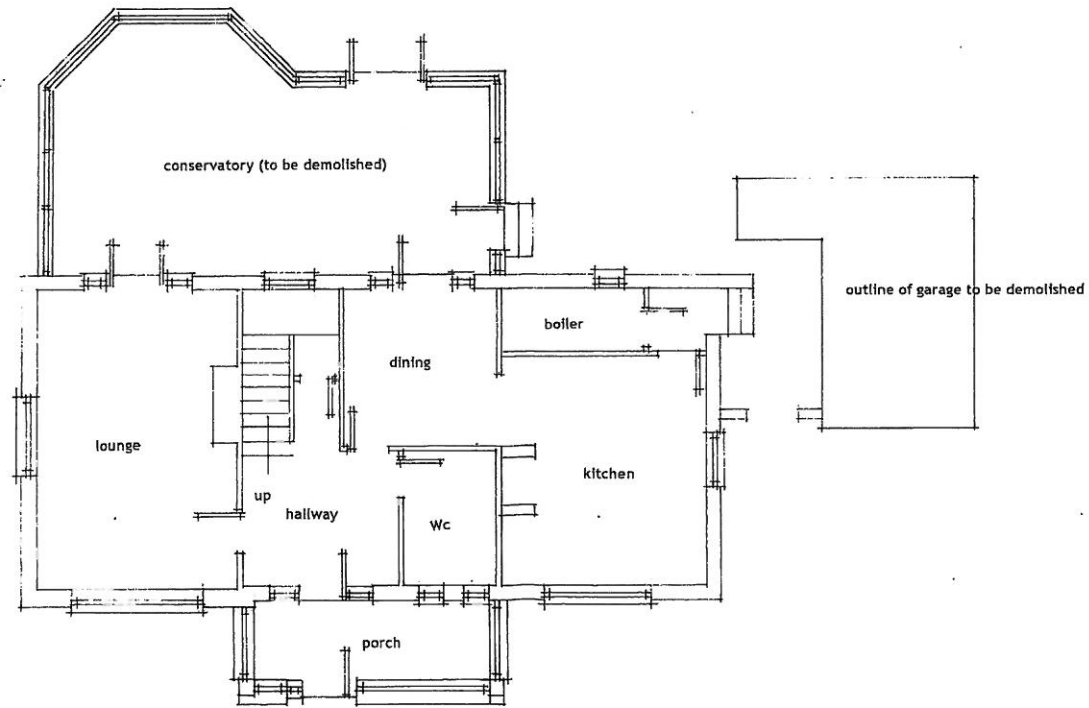 conservatory (to be demolished)
outline of garage to be demolished
boiler
dining
lounge
kitchen
up
hallway
Wc
porch